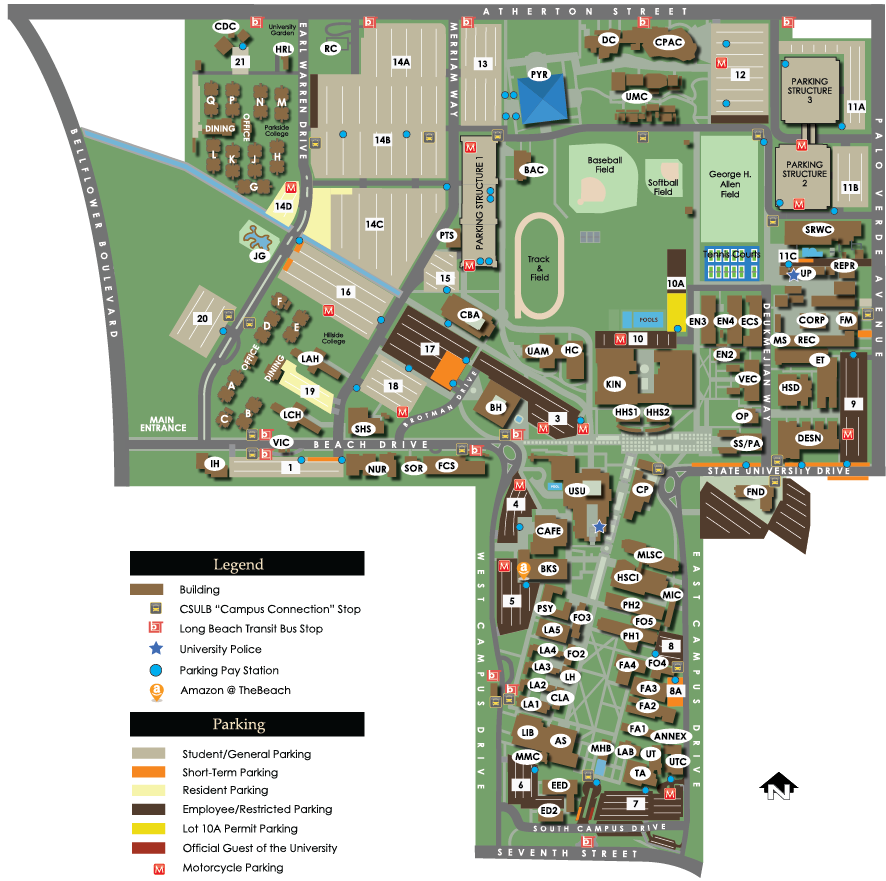 ATHERTON STREET
CDC
University
Garden
HRL
RC
21
EARL WARREN DRIVE
14A
MERRIAM WAY
13
PYR
DC
CPAC
UMC
12
PARKING
STRUCTURE
3
11A
Q
P
N
M
DINING
OFFICE
Parkside
College
L
K
J
H
G
14B
14D
14C
BELLFLOWER BOULEVARD
PALO VERDE AVENUE
PARKING STRUCTURE 1
BAC
Baseball
Field
Softball
Field
George H.
Allen
Field
PARKING
STRUCTURE
2
11B
PTS
JG
Track
&
Field
Tennis Courts
SRWC
11C
UP
REPR
15
16
10A
20
F
D
E
OFFICE
DINING
Hillside
College
A
B
C
LAH
19
LCH
CBA
17
18
BROTMAN DRIVE
UAM
HC
POOLS
10
KIN
HHS1
HHS2
EN3
EN4
ECS
EN2
VEC
OP
SS/PA
DEUKMEJIAN WAY
CORP
FM
MS
REC
ET
HSD
9
DESN
BH
3
SHS
MAIN
ENTRANCE
VIC
BEACH DRIVE
IH
1
NUR
SOR
FCS
STATE UNIVERSITY DRIVE
FND
USU
POOL
CP
4
CAFE
BKS
5
WEST CAMPUS DRIVE
EAST CAMPUS DRIVE
MLSC
HSCI
MIC
PH2
PSY
FO3
FO5
LA5
PH1
8
LA4
FO2
FO4
LA3
FA4
LH
LA2
FA3
8A
CLA
LA1
FA2
FA1
ANNEX
LIB
AS
MHB
LAB
UT
UTC
MMC
TA
6
EED
ED2
7
SOUTH CAMPUS DRIVE
SEVENTH STREET
N
Legend
Building
CSULB "Campus Connection" Stop
Long Beach Transit Bus Stop
University Police
Parking Pay Station
Amazon @ TheBeach
Parking
Student/General Parking
Short-Term Parking
Resident Parking
Employee/Restricted Parking
Lot 10A Permit Parking
Official Guest of the University
Motorcycle Parking